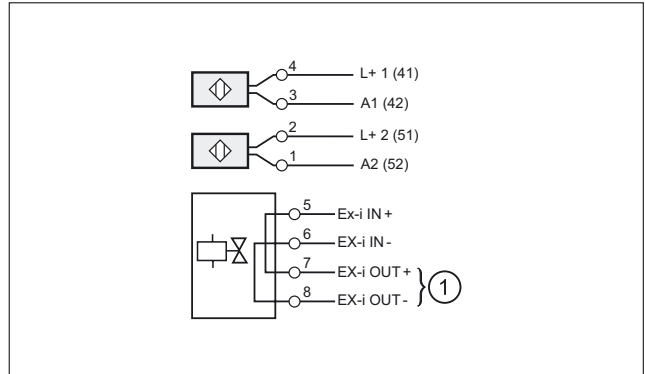 4 L+ 1 (41)
3 A1 (42)
2 L+ 2 (51)
1 A2 (52)
5 Ex-i IN +
6 EX-i IN -
7 EX-i OUT +
8 EX-i OUT -
1